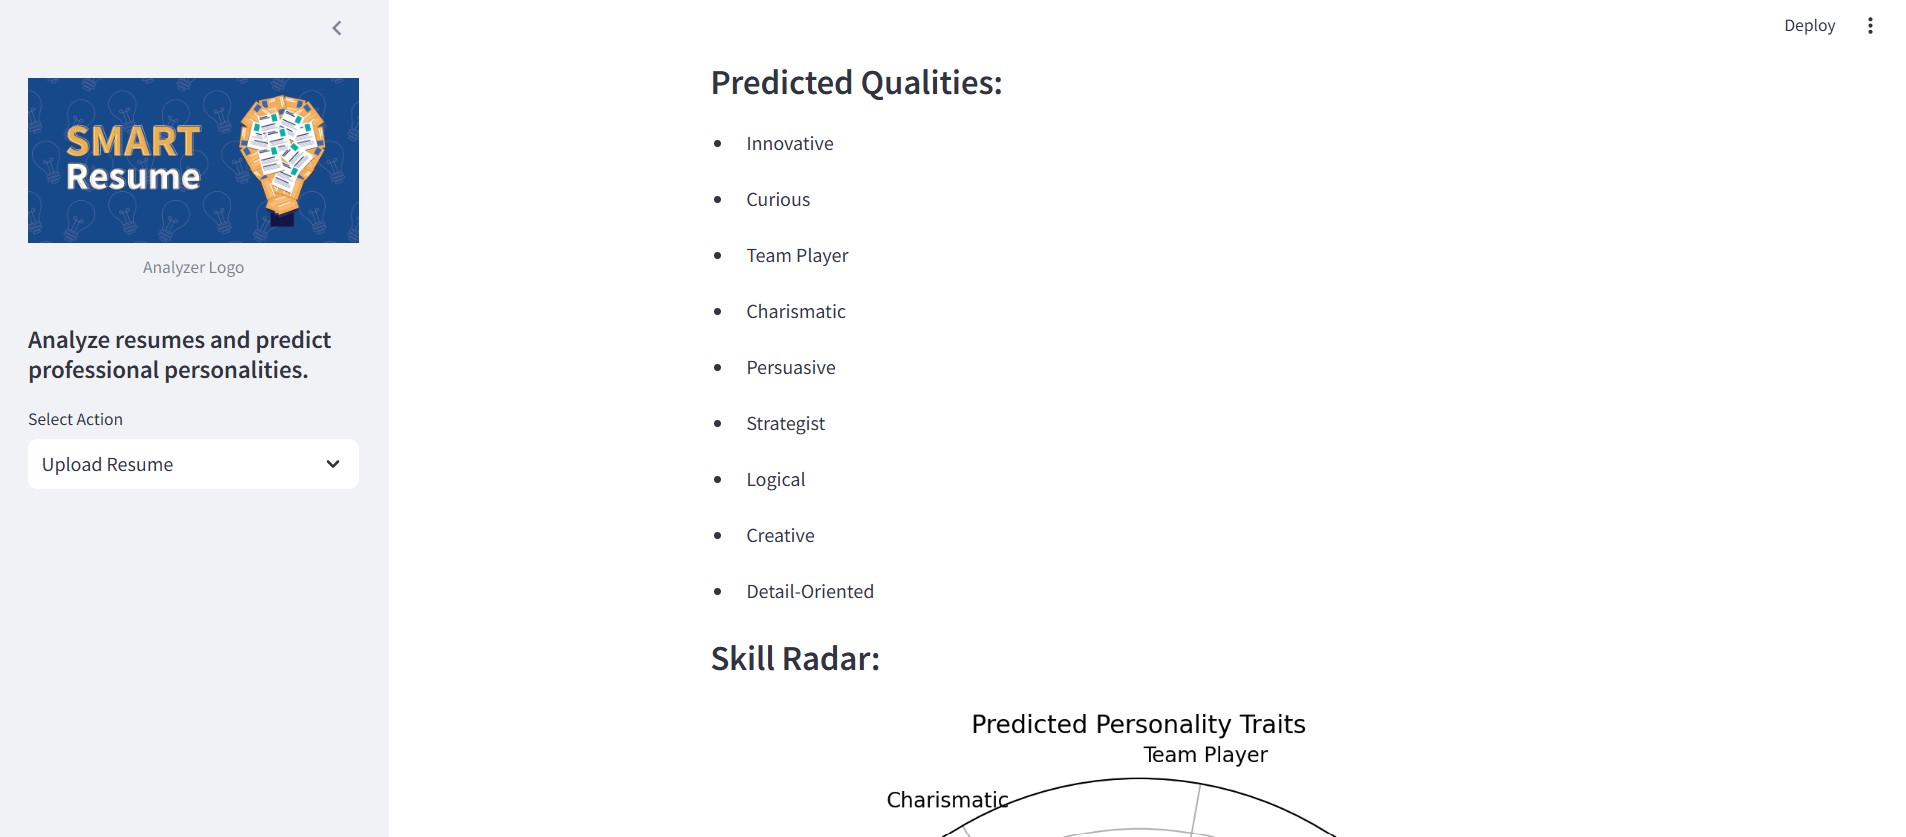 Deploy
SMART
Resume
Analyzer Logo
Analyze resumes and predict
professional personalities.
Select Action
Upload Resume
Predicted Qualities:
Innovative
Curious
Team Player
Charismatic
Persuasive
Strategist
Logical
Creative
Detail-Oriented
Skill Radar:
Predicted Personality Traits
Team Player
Charismatic